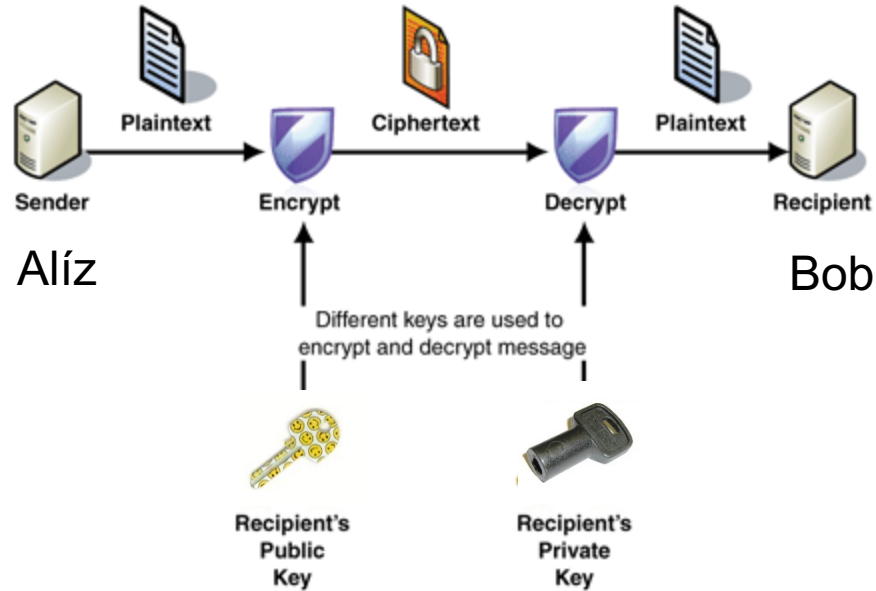 Plaintext
Ciphertext
Plaintext
Sender
Encrypt
Decrypt
Recipient
Alíz
Bob
Different keys are used to
encrypt and decrypt message
Recipient's
Public
Key
Recipient's
Private
Key